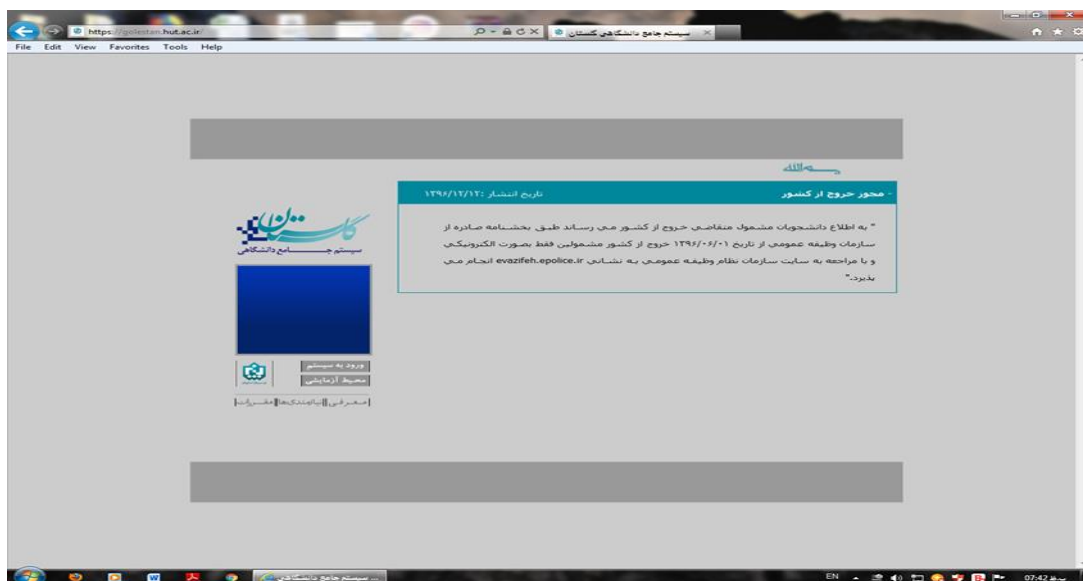 https://golestan.hut.ac.ir/
سیستم جامع دانشگاهی گلستان
File Edit View Favorites Tools Help
- مجوز خروج از کشور
تاریخ انتشار :۱۳۹۶/۱۲/۱۲
" به اطلاع دانشجویان مشمول متقاضی خروج از کشور می رساند طبق بخشنامه صادره از
سازمان وظیفه عمومی از تاریخ ۱۳۹۶/۰۶/۰۱ خروج از کشور مشمولین فقط بصورت الکترونیکی
و با مراجعه به سایت سازمان نظام وظیفه عمومی به نشانی evazifeh.epolice.ir انجام می
پذیرد."
گلستان
سیستم جامع دانشگاهی
ورود به سیستم
محیط آزمایشی
|معرفی||نیازمندیها||مقررات|
... سیستم جامع دانشگاهی
EN
07:42 ب.ظ